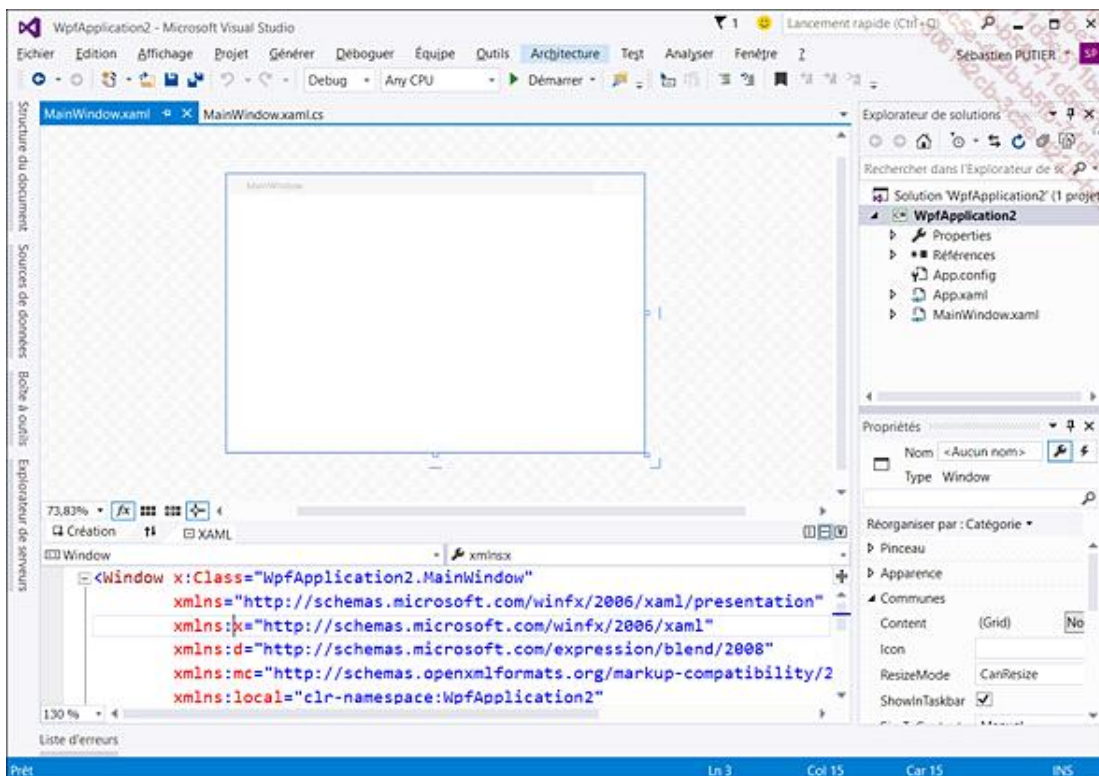 WpfApplication2 - Microsoft Visual Studio
1
Lancement rapide (Ctrl+Q)
Fichier Edition Affichage Projet Générer Déboguer Équipe Outils Architecture Test Analyser Fenêtre ?
Sébastien PUTIER SP
Debug Any CPU Démarrer
Structure du document
Sources de données
Boîte à outils
Explorateur de serveurs
MainWindow.xaml MainWindow.xaml.cs
MainWindow
73,83% fx
Création XAML
Window xmlns:x
<Window x:Class="WpfApplication2.MainWindow"
xmlns="http://schemas.microsoft.com/winfx/2006/xaml/presentation"
xmlns:x="http://schemas.microsoft.com/winfx/2006/xaml"
xmlns:d="http://schemas.microsoft.com/expression/blend/2008"
xmlns:mc="http://schemas.openxmlformats.org/markup-compatibility/2
xmlns:local="clr-namespace:WpfApplication2"
130 %
Explorateur de solutions
Rechercher dans l'Explorateur de
Solution 'WpfApplication2' (1 projet
WpfApplication2
Properties
Références
App.config
App.xaml
MainWindow.xaml
Propriétés
Nom <Aucun nom>
Type Window
Réorganiser par : Catégorie
Pinceau
Apparence
Communes
Content (Grid) No
Icon
ResizeMode CanResize
ShowInTaskbar
Liste d'erreurs
Prêt Ln 3 Col 15 Car 15 INS